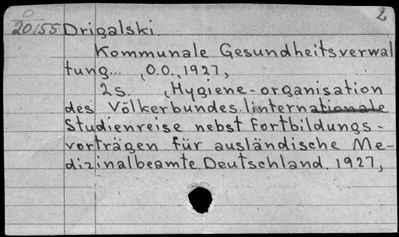 0 2
20155 Drigalski.
Kommunale Gesundheitsverwal
tung... , O.O., 1927,
2 s. , Hygiene-organisation
des Völkerbundes. Internationale
Studienreise nebst Fortbildungs-
vorträgen für ausländische Me-
dizinalbeamte Deutschland. 1927,